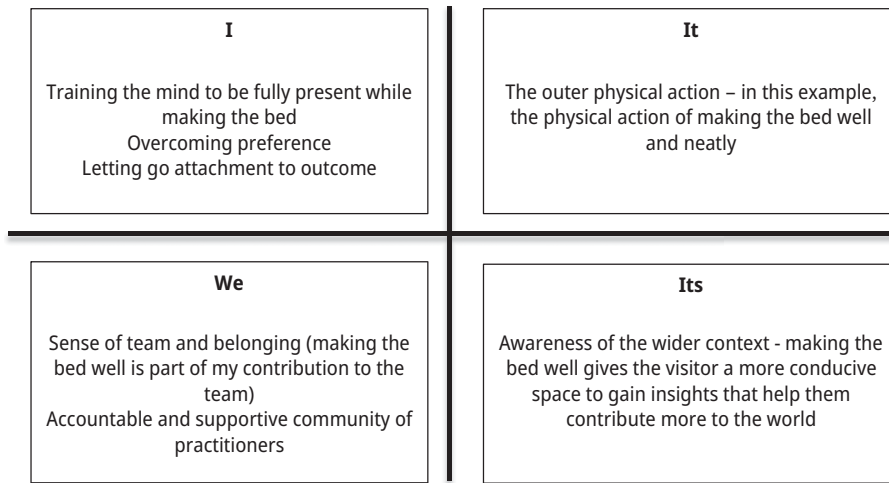 I
Training the mind to be fully present while
making the bed
Overcoming preference
Letting go attachment to outcome
It
The outer physical action – in this example,
the physical action of making the bed well
and neatly
We
Sense of team and belonging (making the
bed well is part of my contribution to the
team)
Accountable and supportive community of
practitioners
Its
Awareness of the wider context - making the
bed well gives the visitor a more conducive
space to gain insights that help them
contribute more to the world